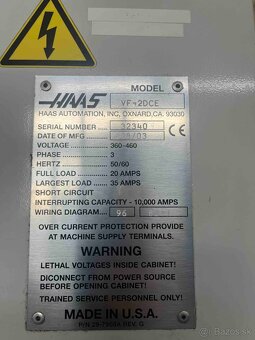 MODEL
HAAS VF-2DCE
HAAS AUTOMATION, INC, OXNARD, CA. 93030
SERIAL NUMBER 32340 CE
DATE OF MFG
VOLTAGE 360-460
PHASE 3
HERTZ 50/60
FULL LOAD 20 AMPS
LARGEST LOAD 35 AMPS
SHORT CIRCUIT
INTERRUPTING CAPACITY - 10,000 AMPS
WIRING DIAGRAM 96
OVER CURRENT PROTECTION PROVIDE
AT MACHINE SUPPLY TERMINALS.
WARNING
LETHAL VOLTAGES INSIDE CABINET!
DICONNECT FROM POWER SOURCE
BEFORE OPENING CABINET!
TRAINED SERVICE PERSONNEL ONLY!
MADE IN U.S.A.
REV. G
bazos.sk